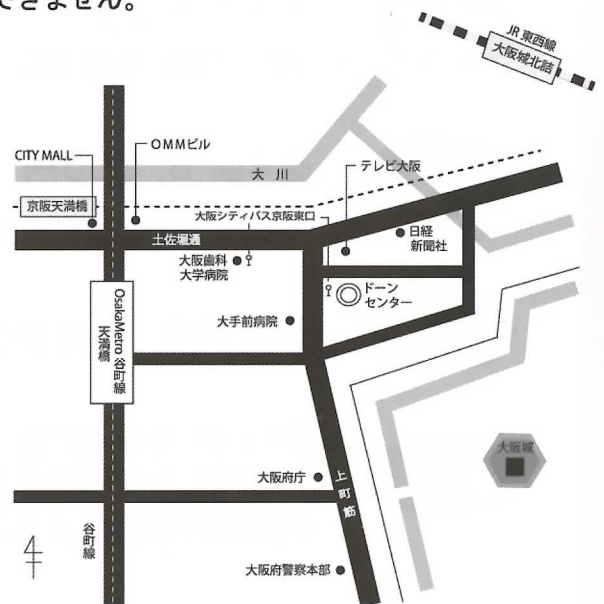 できません。
JR 東西線
大阪城北詰
OMMビル
CITY MALL
大 川
テレビ大阪
京阪天満橋
大阪シティバス京阪東口
土佐堀通
日経
新聞社
大阪歯科
大学病院
ドーン
センター
OsakaMetro 谷町線
天満橋
大手前病院
大阪城
大阪府庁
上町筋
谷町線
大阪府警察本部